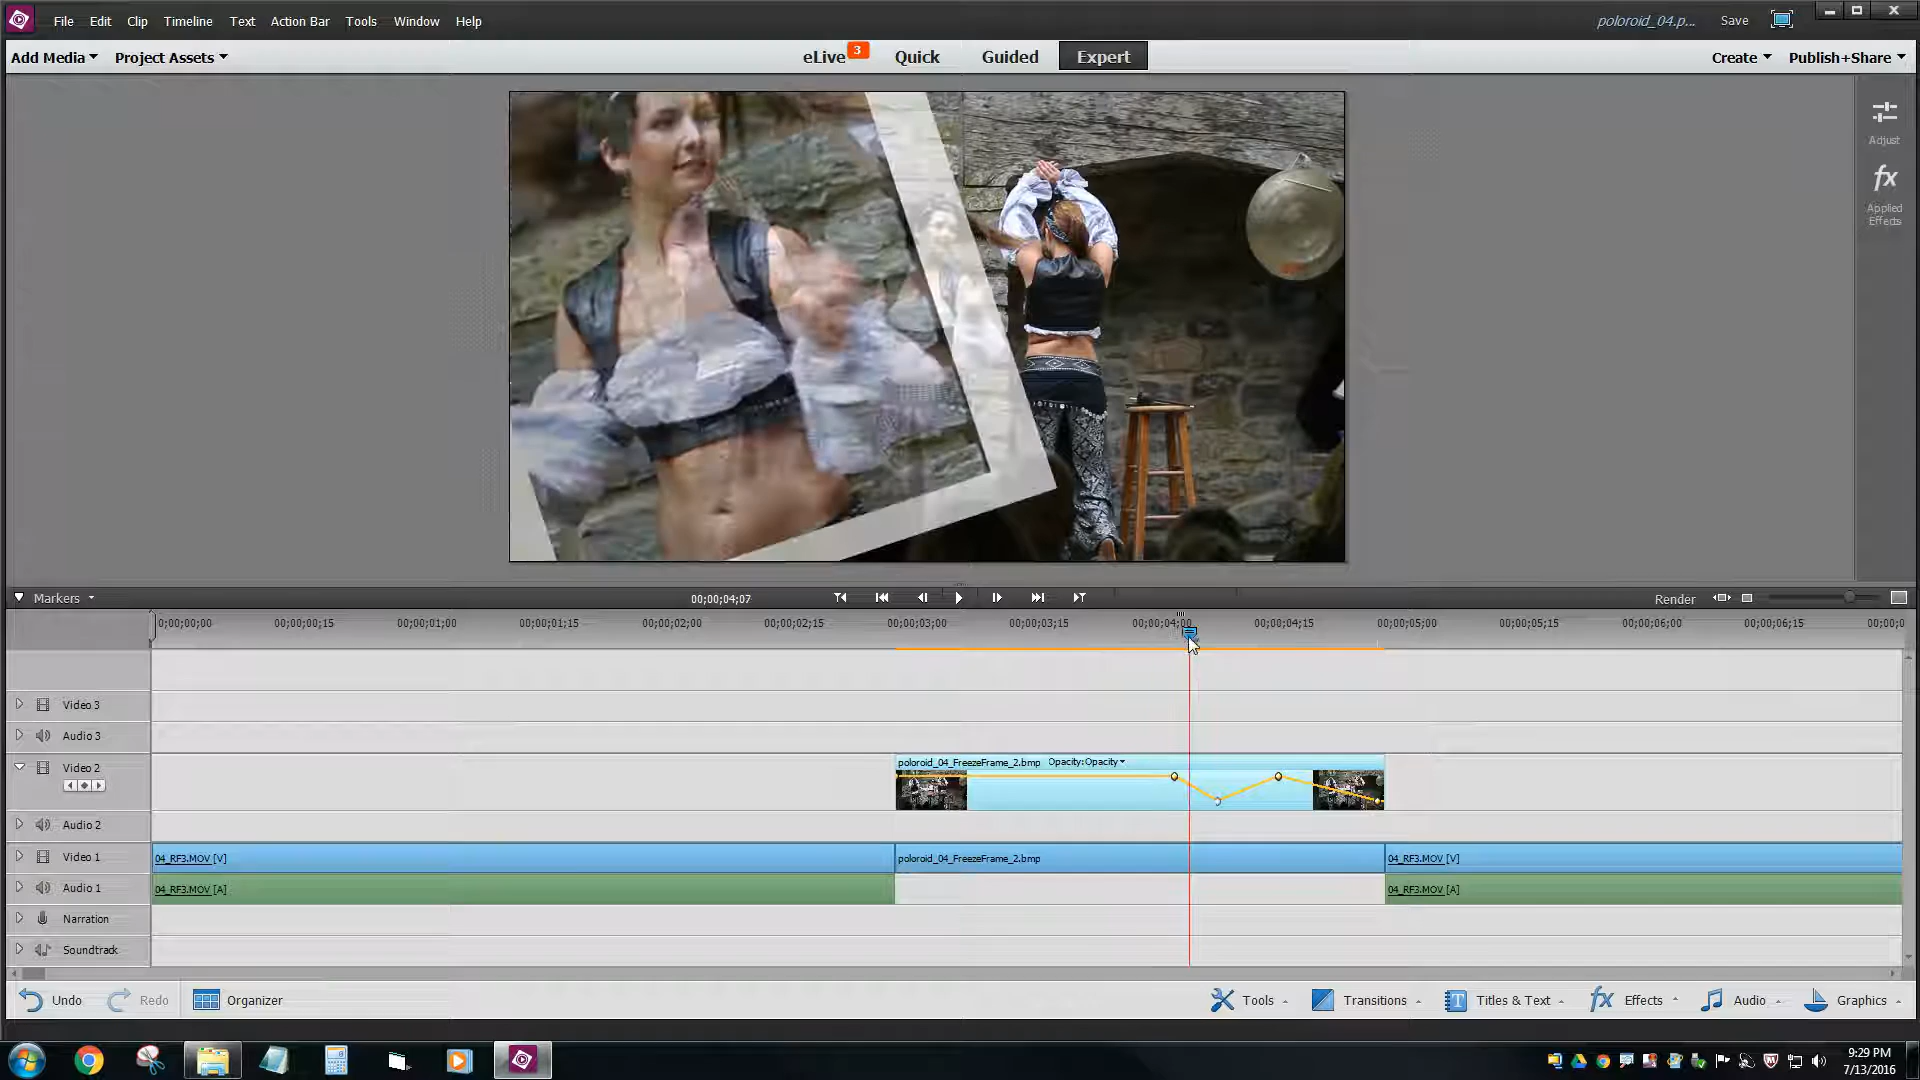 File Edit Clip Timeline Text Action Bar Tools Window Help
poloroid_04.p... Save
Add Media Project Assets eLive 3 Quick Guided Expert Create Publish+Share
Adjust
fx
Applied
Effects
Markers 00;00;04;07 Render
0;00;00;00 00;00;00;15 00;00;01;00 00;00;01;15 00;00;02;00 00;00;02;15 00;00;03;00 00;00;03;15 00;00;04;00 00;00;04;15 00;00;05;00 00;00;05;15 00;00;06;00 00;00;06;15 00;00;0
Video 3
Audio 3
Video 2 poloroid_04_FreezeFrame_2.bmp Opacity:Opacity
Audio 2
Video 1 04_RF3.MOV [V] poloroid_04_FreezeFrame_2.bmp 04_RF3.MOV [V]
Audio 1 04_RF3.MOV [A] 04_RF3.MOV [A]
Narration
Soundtrack
Undo Redo Organizer Tools Transitions T Titles & Text fx Effects Audio Graphics
9:29 PM
7/13/2016